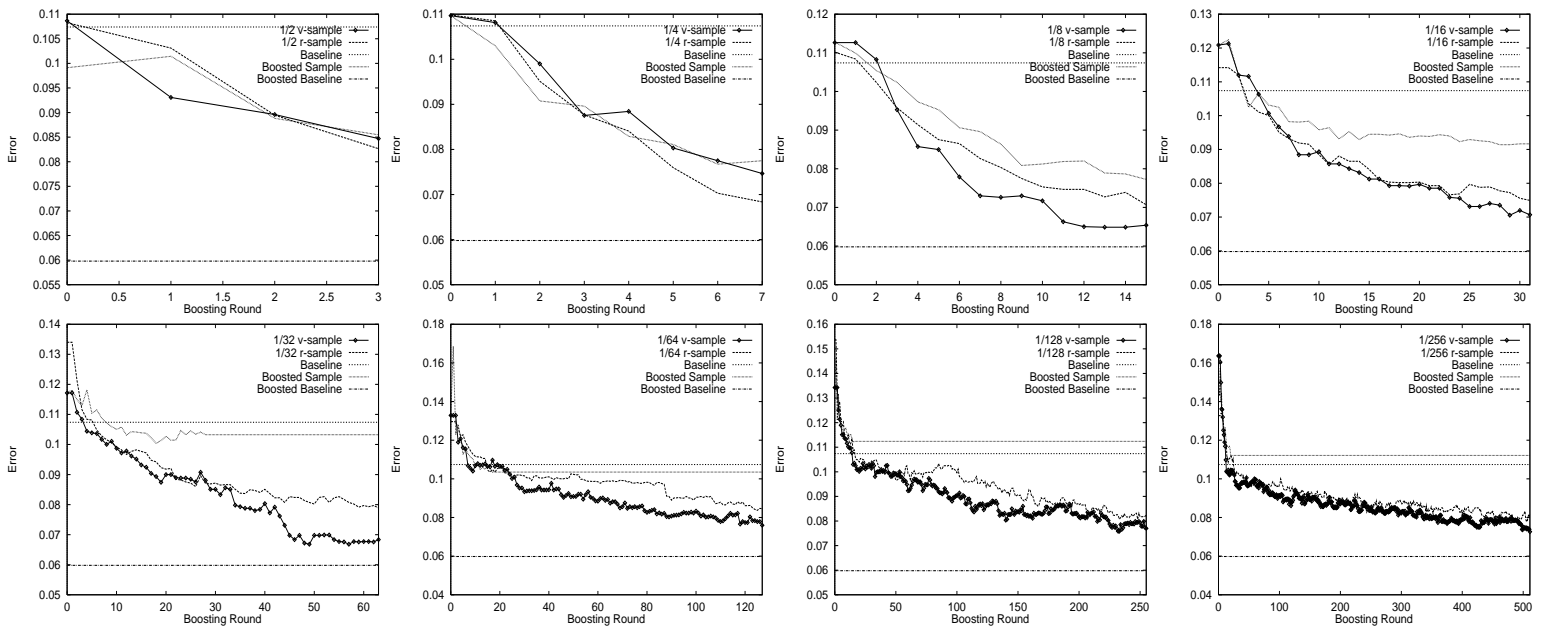 0.11
0.105
0.1
0.095
0.09
0.085
0.08
0.075
0.07
0.065
0.06
0.055
Error
0
0.5
1
1.5
2
2.5
3
Boosting Round
1/2 v-sample
1/2 r-sample
Baseline
Boosted Sample
Boosted Baseline
0.11
0.1
0.09
0.08
0.07
0.06
0.05
Error
0
1
2
3
4
5
6
7
Boosting Round
1/4 v-sample
1/4 r-sample
Baseline
Boosted Sample
Boosted Baseline
0.12
0.11
0.1
0.09
0.08
0.07
0.06
0.05
Error
0
2
4
6
8
10
12
14
Boosting Round
1/8 v-sample
1/8 r-sample
Baseline
Boosted Sample
Boosted Baseline
0.13
0.12
0.11
0.1
0.09
0.08
0.07
0.06
0.05
Error
0
5
10
15
20
25
30
Boosting Round
1/16 v-sample
1/16 r-sample
Baseline
Boosted Sample
Boosted Baseline
0.14
0.13
0.12
0.11
0.1
0.09
0.08
0.07
0.06
0.05
Error
0
10
20
30
40
50
60
Boosting Round
1/32 v-sample
1/32 r-sample
Baseline
Boosted Sample
Boosted Baseline
0.18
0.16
0.14
0.12
0.1
0.08
0.06
0.04
Error
0
20
40
60
80
100
120
Boosting Round
1/64 v-sample
1/64 r-sample
Baseline
Boosted Sample
Boosted Baseline
0.16
0.15
0.14
0.13
0.12
0.11
0.1
0.09
0.08
0.07
0.06
0.05
Error
0
50
100
150
200
250
Boosting Round
1/128 v-sample
1/128 r-sample
Baseline
Boosted Sample
Boosted Baseline
0.18
0.16
0.14
0.12
0.1
0.08
0.06
0.04
Error
0
100
200
300
400
500
Boosting Round
1/256 v-sample
1/256 r-sample
Baseline
Boosted Sample
Boosted Baseline